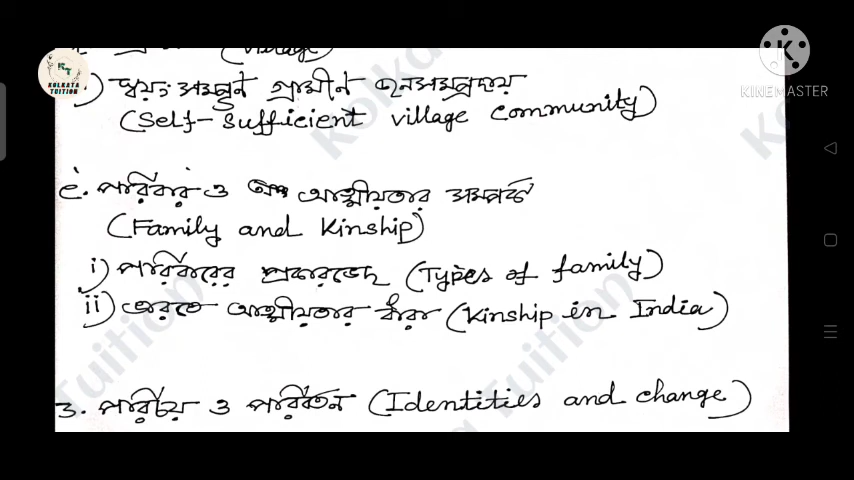 (village)
) স্বয়ং সম্পূর্ণ গ্রামীন জনসম্প্রদায়
(Self-Sufficient village community)
e. পরিবার ও আত্মীয়তার সম্পর্ক
(Family and Kinship)
i) পরিবারের প্রকারভেদ (Types of family)
ii) ভারতে আত্মীয়তার ধারা (Kinship in India)
3. পরিচয় ও পরিবর্তন (Identities and change)
KOLKATA
TUITION
KINEMASTER